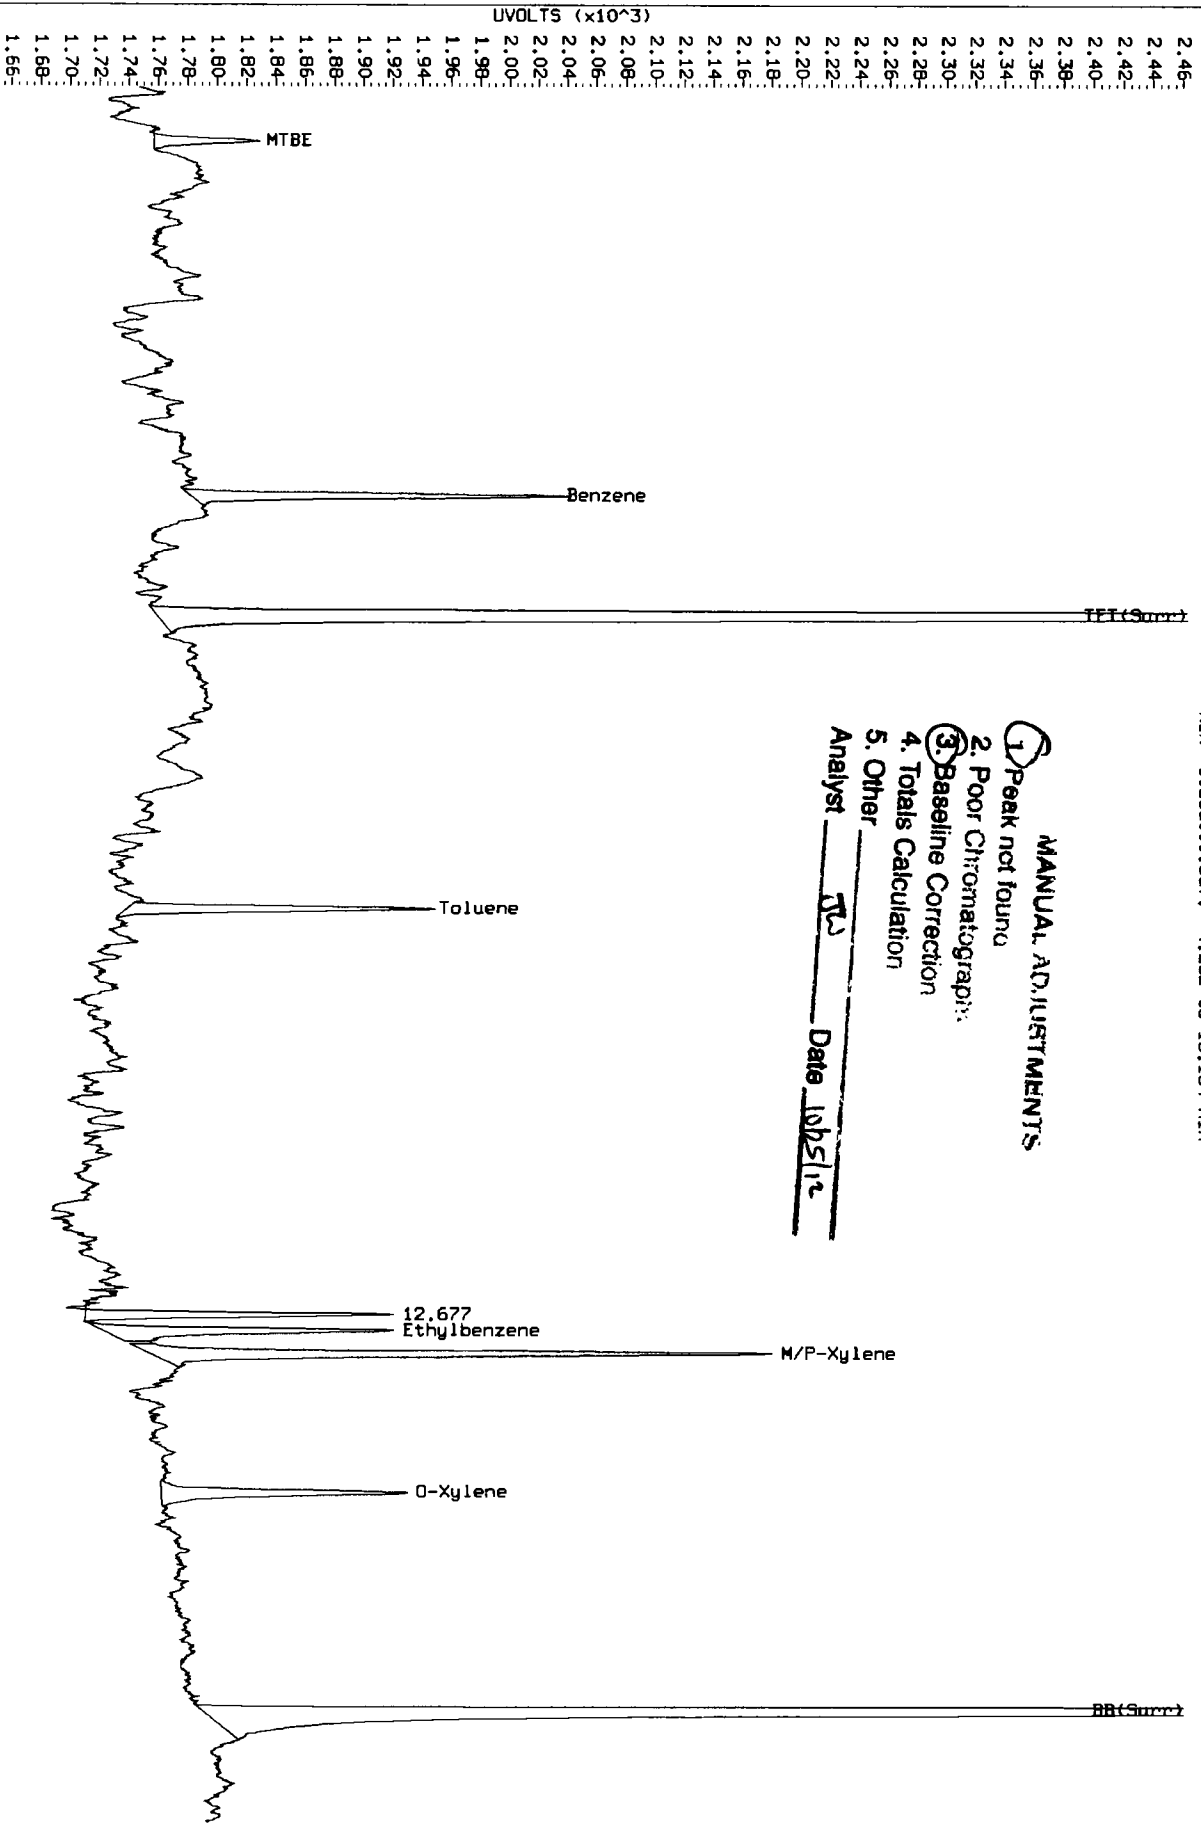 UVOLTS (x10^3)
1.66
1.68
1.70
1.72
1.74
1.76
1.78
1.80
1.82
1.84
1.86
1.88
1.90
1.92
1.94
1.96
1.98
2.00
2.02
2.04
2.06
2.08
2.10
2.12
2.14
2.16
2.18
2.20
2.22
2.24
2.26
2.28
2.30
2.32
2.34
2.36
2.38
2.40
2.42
2.44
2.46
MTBE
Benzene
TFT(Surr)
Toluene
12.677
Ethylbenzene
M/P-Xylene
O-Xylene
BB(Surr)
MANUAL ADJUSTMENTS
1. Peak not found
2. Poor Chromatography
3. Baseline Correction
4. Totals Calculation
5. Other
Analyst JW Date 10/25/12